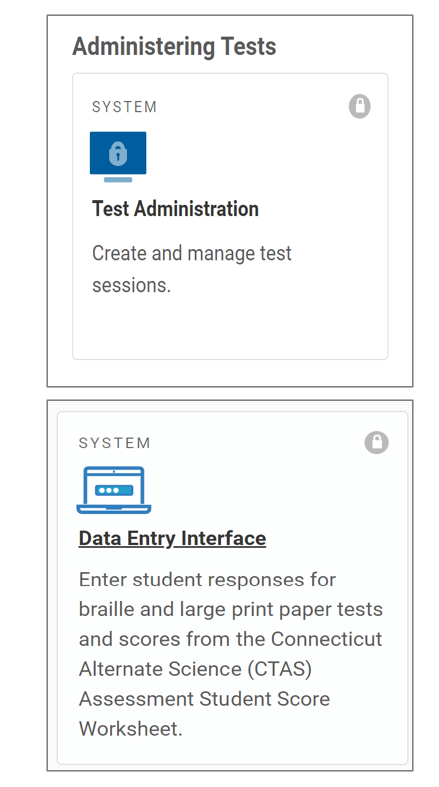 Administering Tests
SYSTEM
Test Administration
Create and manage test
sessions.
SYSTEM
Data Entry Interface
Enter student responses for
braille and large print paper tests
and scores from the Connecticut
Alternate Science (CTAS)
Assessment Student Score
Worksheet.